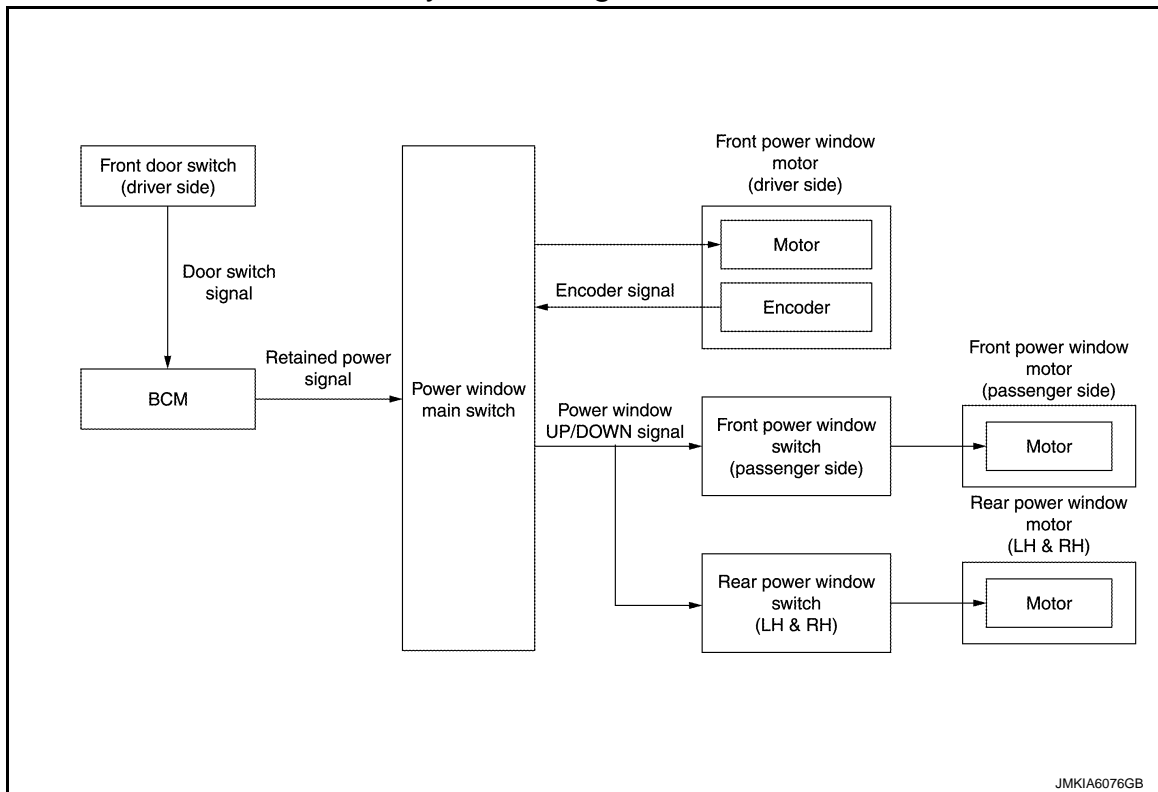 Front door switch
(driver side)
Door switch
signal
BCM
Retained power
signal
Power window
main switch
Front power window
motor
(driver side)
Motor
Encoder signal
Encoder
Power window
UP/DOWN signal
Front power window
switch
(passenger side)
Front power window
motor
(passenger side)
Motor
Rear power window
switch
(LH & RH)
Rear power window
motor
(LH & RH)
Motor
JMKIA6076GB